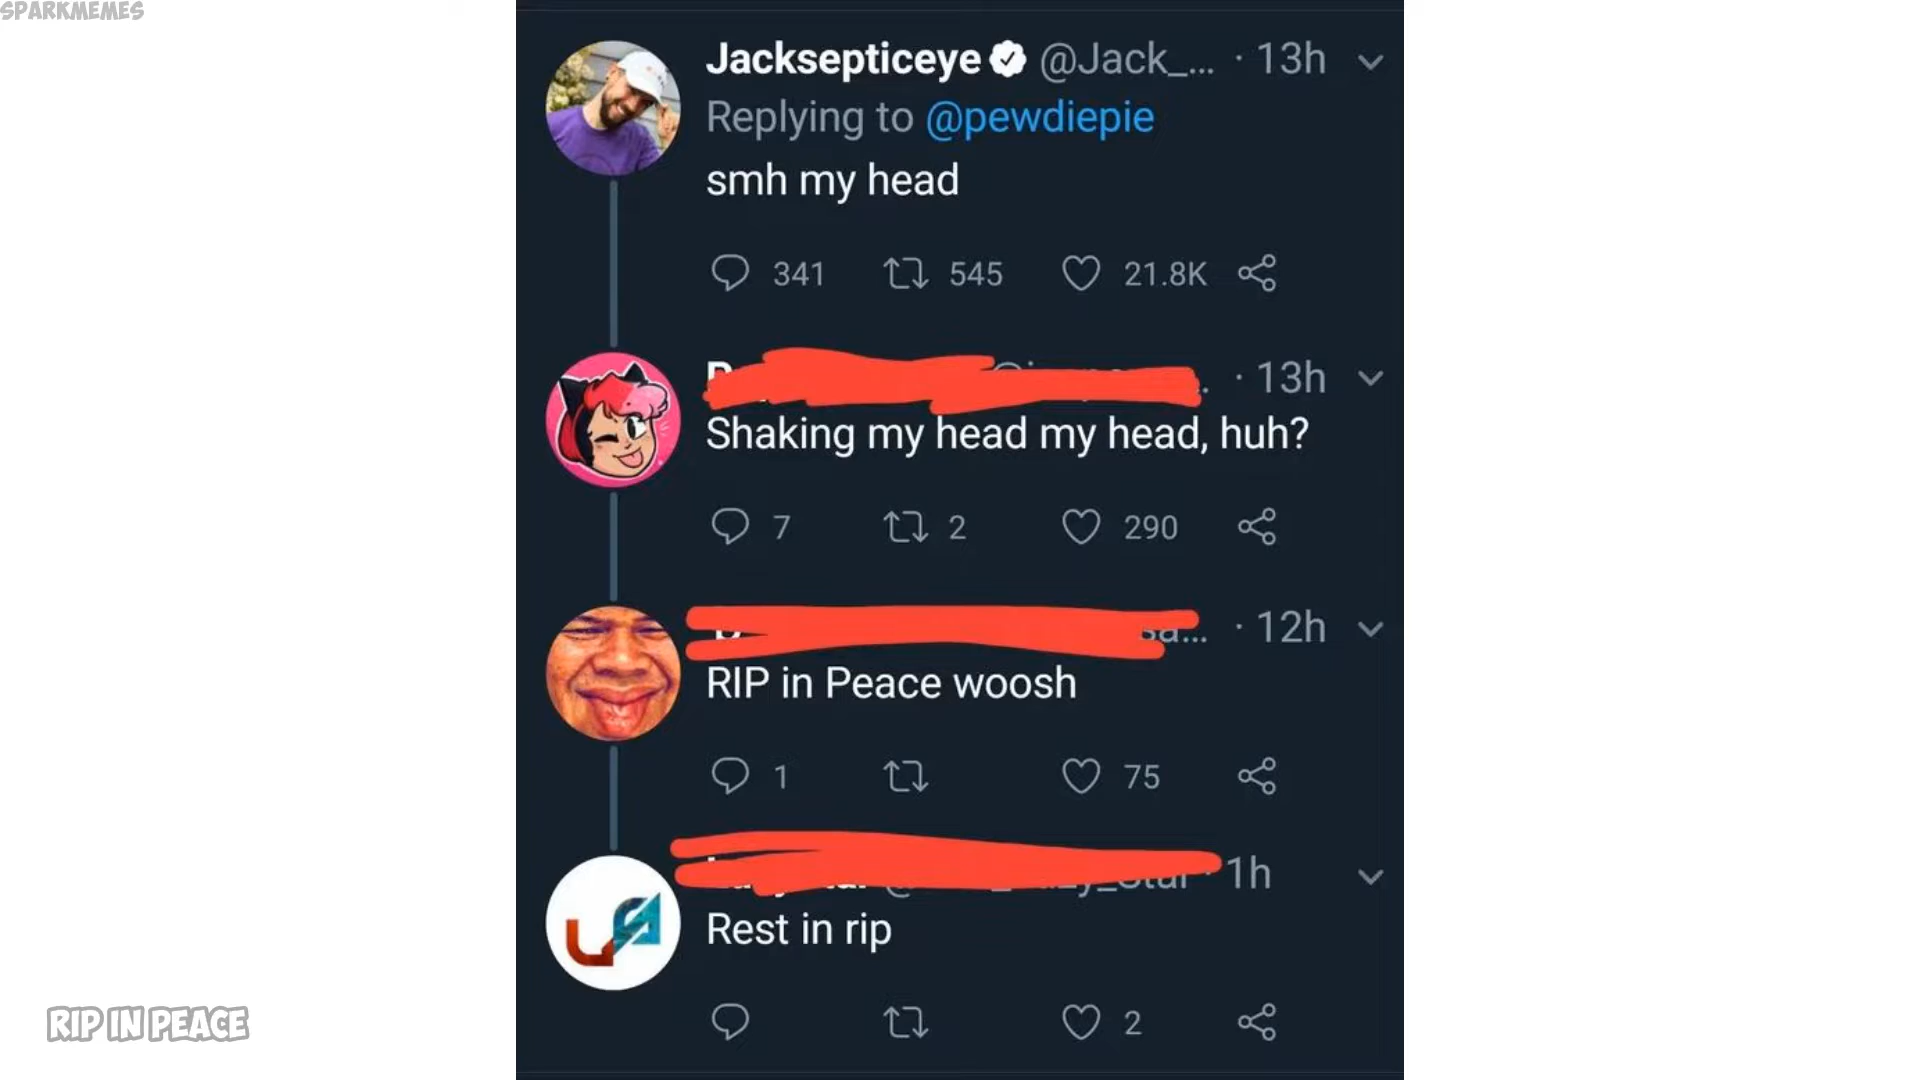 SPARKMEMES
Jacksepticeye @Jack_... · 13h
Replying to @pewdiepie
smh my head
341 545 21.8K
· 13h
Shaking my head my head, huh?
7 2 290
... · 12h
RIP in Peace woosh
1 75
· 1h
Rest in rip
2
RIP IN PEACE